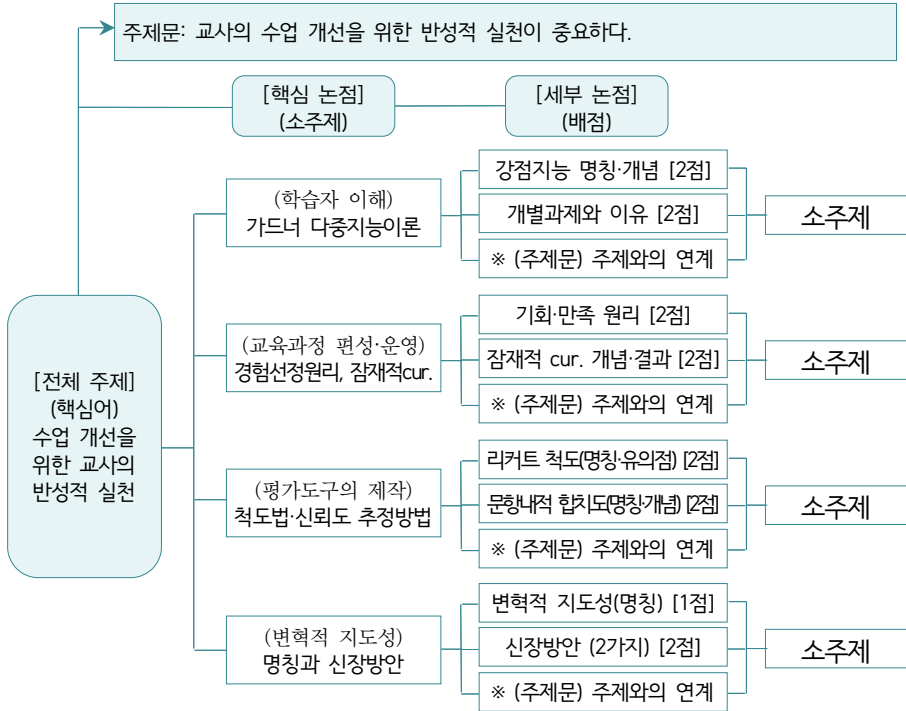 주제문: 교사의 수업 개선을 위한 반성적 실천이 중요하다.
[핵심 논점]
(소주제)
[세부 논점]
(배점)
[전체 주제]
(핵심어)
수업 개선을
위한 교사의
반성적 실천
(학습자 이해)
가드너 다중지능이론
강점지능 명칭·개념 [2점]
개별과제와 이유 [2점]
※ (주제문) 주제와의 연계
소주제
(교육과정 편성·운영)
경험선정원리, 잠재적cur.
기회·만족 원리 [2점]
잠재적 cur. 개념·결과 [2점]
※ (주제문) 주제와의 연계
소주제
(평가도구의 제작)
척도법·신뢰도 추정방법
리커트 척도(명칭·유의점) [2점]
문항내적 합치도(명칭·개념) [2점]
※ (주제문) 주제와의 연계
소주제
(변혁적 지도성)
명칭과 신장방안
변혁적 지도성(명칭) [1점]
신장방안 (2가지) [2점]
※ (주제문) 주제와의 연계
소주제